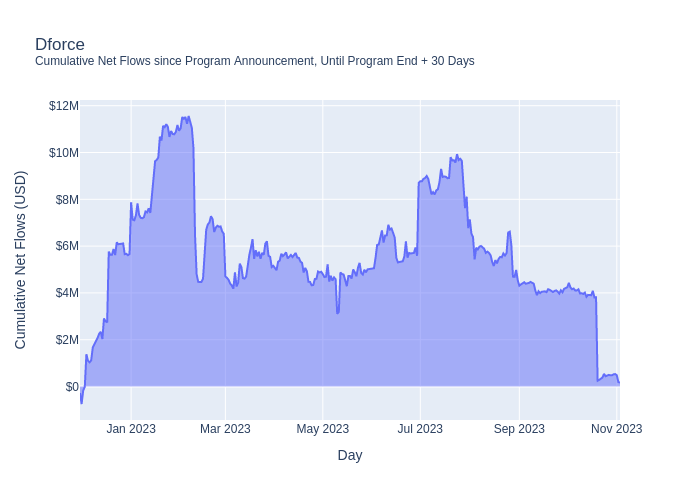 Dforce
Cumulative Net Flows since Program Announcement, Until Program End + 30 Days
Cumulative Net Flows (USD)
$12M
$10M
$8M
$6M
$4M
$2M
$0
Jan 2023
Mar 2023
May 2023
Jul 2023
Sep 2023
Nov 2023
Day